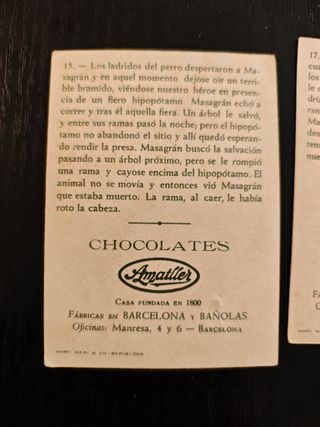 15. — Los ladridos del perro despertaron a Ma-
sagrán y en aquel momento dejose oir un terri-
ble bramido, viéndose nuestro héroe en presen-
cia de un fiero hipopótamo. Masagrán echó a
correr y tras él aquella fiera. Un árbol le salvó,
y entre sus ramas pasó la noche; pero el hipopó-
tamo no abandonó el sitio y allí quedó esperan-
do rendir la presa. Masagrán buscó la salvación
pasando a un árbol próximo, pero se le rompió
una rama y cayose encima del hipopótamo. El
animal no se movía y entonces vió Masagrán
que estaba muerto. La rama, al caer, le había
roto la cabeza.
CHOCOLATES
Amatller
CASA FUNDADA EN 1800
FÁBRICAS EN BARCELONA Y BAÑOLAS
Oficinas: Manresa, 4 y 6 — BARCELONA
BARCELONA
17.